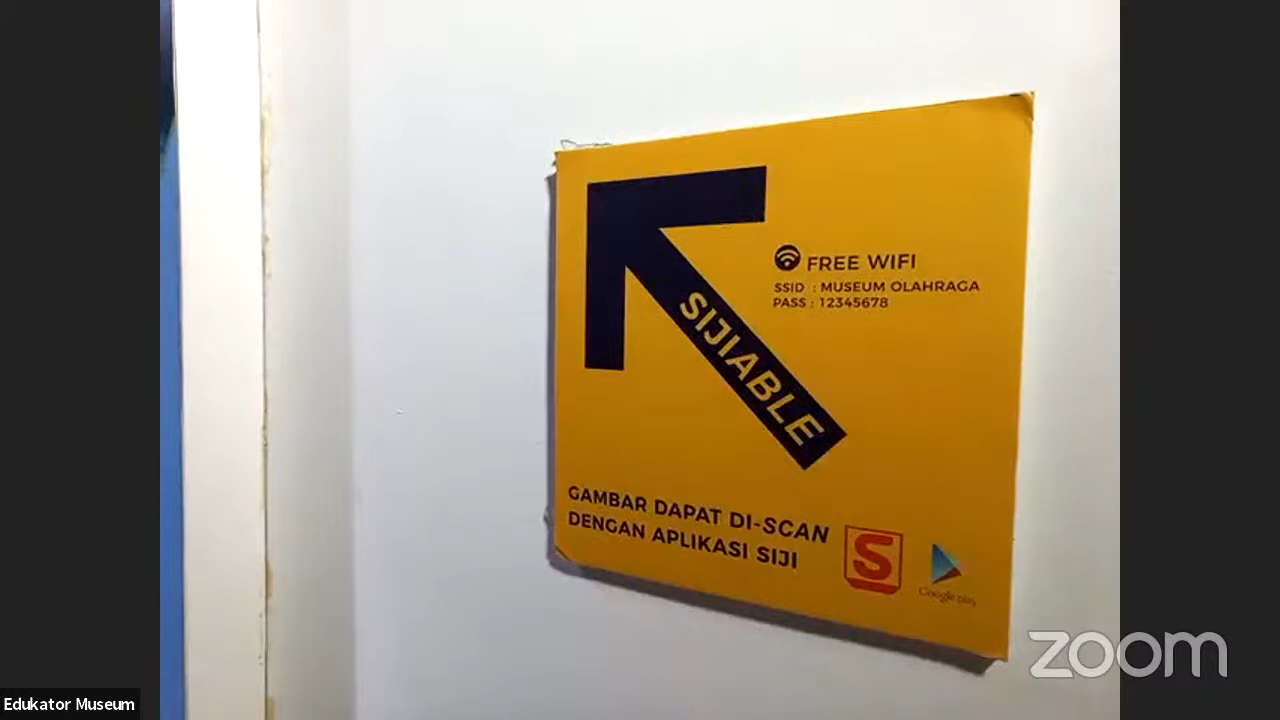 FREE WIFI
SSID : MUSEUM OLAHRAGA
PASS : 12345678
SIJIABLE
GAMBAR DAPAT DI-SCAN
DENGAN APLIKASI SIJI
S
Google play
zoom
Edukator Museum